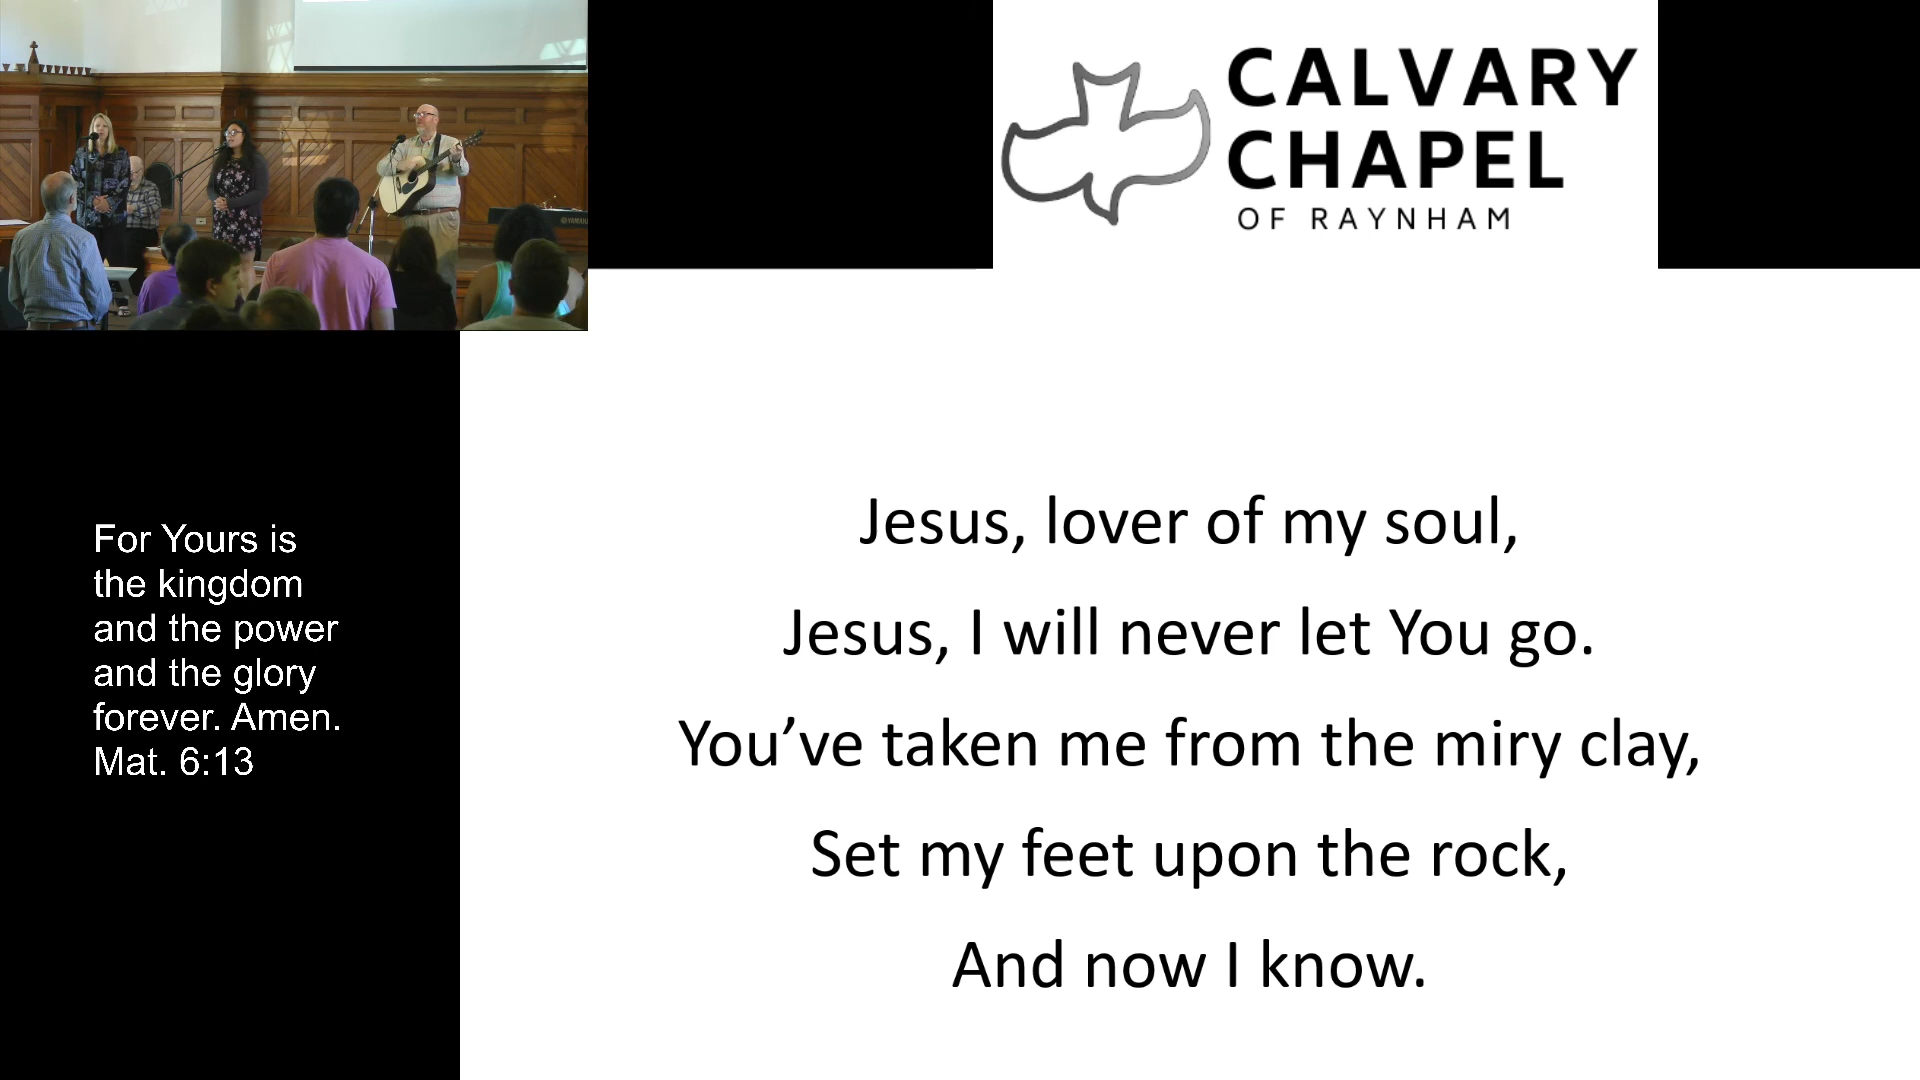 CALVARY
CHAPEL
OF RAYNHAM
YAMAHA
For Yours is
the kingdom
and the power
and the glory
forever. Amen.
Mat. 6:13
Jesus, lover of my soul,
Jesus, I will never let You go.
You’ve taken me from the miry clay,
Set my feet upon the rock,
And now I know.